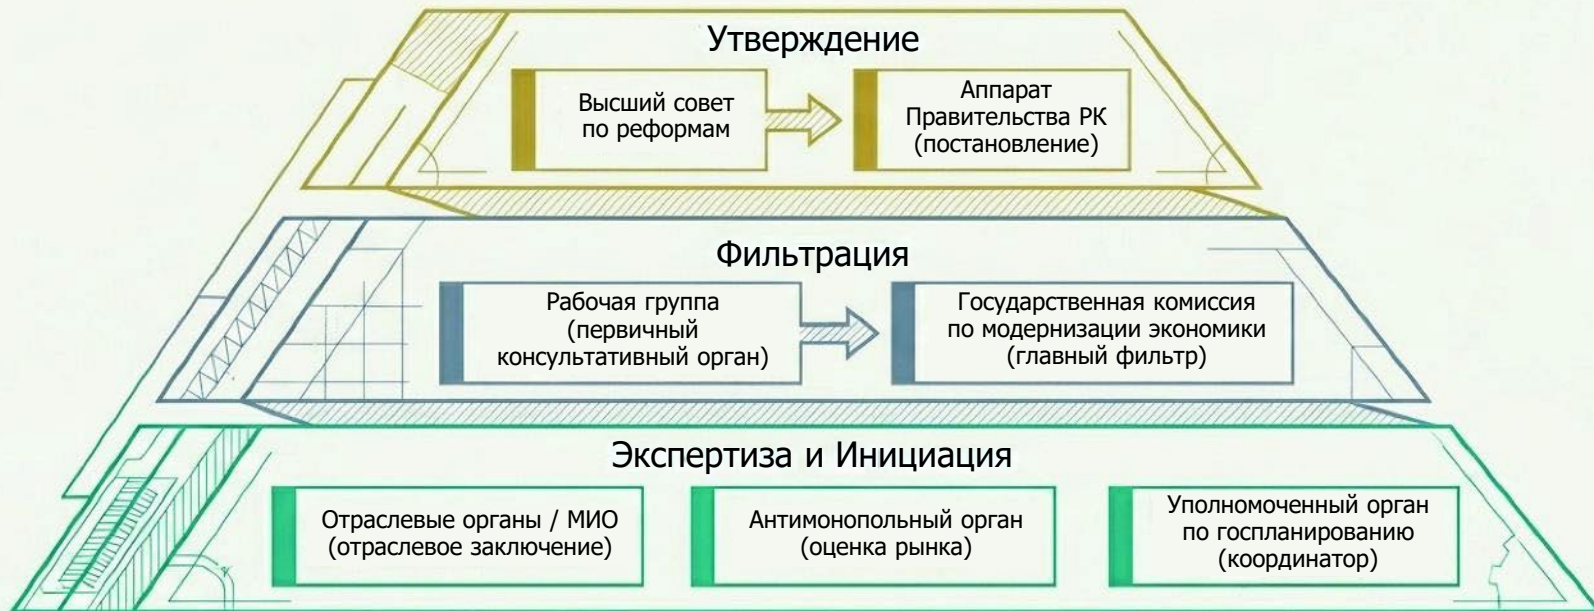 Утверждение
Высший совет
по реформам
Аппарат
Правительства РК
(постановление)
Фильтрация
Рабочая группа
(первичный
консультативный орган)
Государственная комиссия
по модернизации экономики
(главный фильтр)
Экспертиза и Инициация
Отраслевые органы / МИО
(отраслевое заключение)
Антимонопольный орган
(оценка рынка)
Уполномоченный орган
по госпланированию
(координатор)